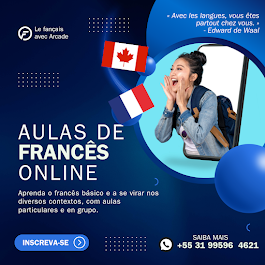 Le fançais
avec Arcade
« Avec les langues, vous êtes
partout chez vous. »
- Edward de Waal
AULAS DE
FRANCÊS
ONLINE
Aprenda o francês básico e a se virar nos
diversos contextos, com aulas
particulares e en grupo.
INSCREVA-SE
SAIBA MAIS
+55 31 99596 4621